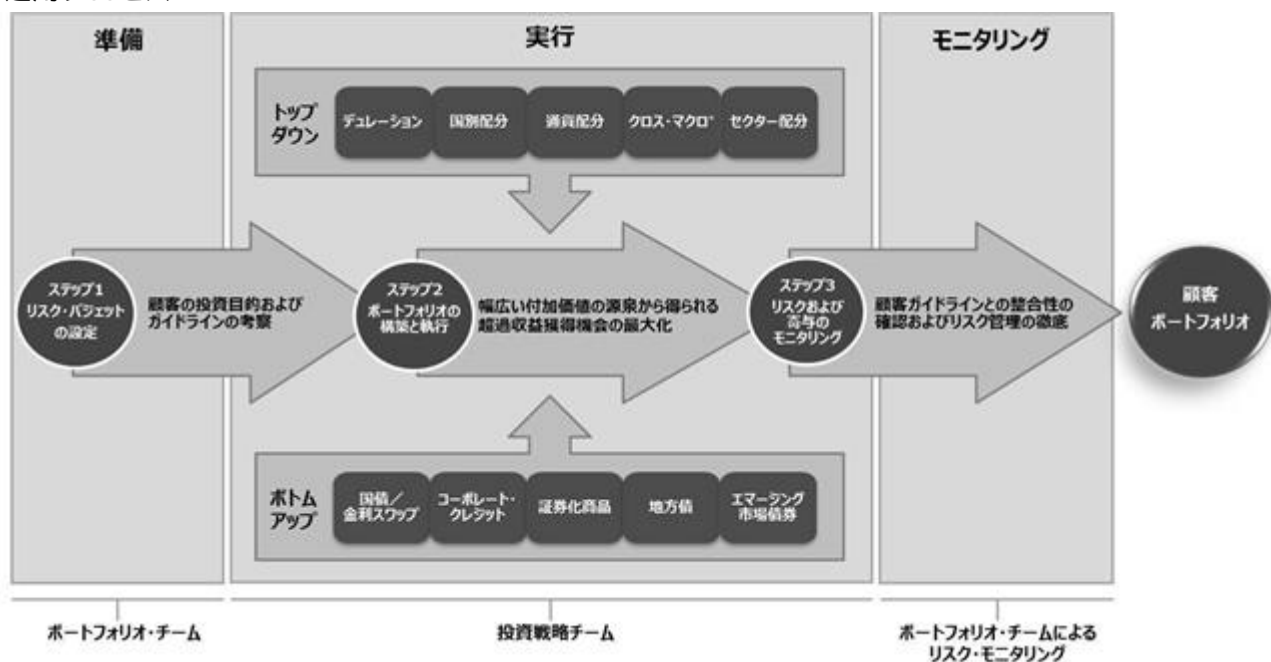 準備
実行
モニタリング
トップ
ダウン
デュレーション
国別配分
通貨配分
クロス・マクロ*
セクター配分
ステップ1
リスク・バジェット
の設定
顧客の投資目的および
ガイドラインの考察
ステップ2
ポートフォリオの
構築と執行
幅広い付加価値の源泉から得られる
超過収益獲得機会の最大化
ステップ3
リスクおよび
寄与の
モニタリング
顧客ガイドラインとの整合性の
確認およびリスク管理の徹底
顧客
ポートフォリオ
ボトム
アップ
国債/
金利スワップ
コーポレート・
クレジット
証券化商品
地方債
エマージング
市場債券
ポートフォリオ・チーム
投資戦略チーム
ポートフォリオ・チームによる
リスク・モニタリング